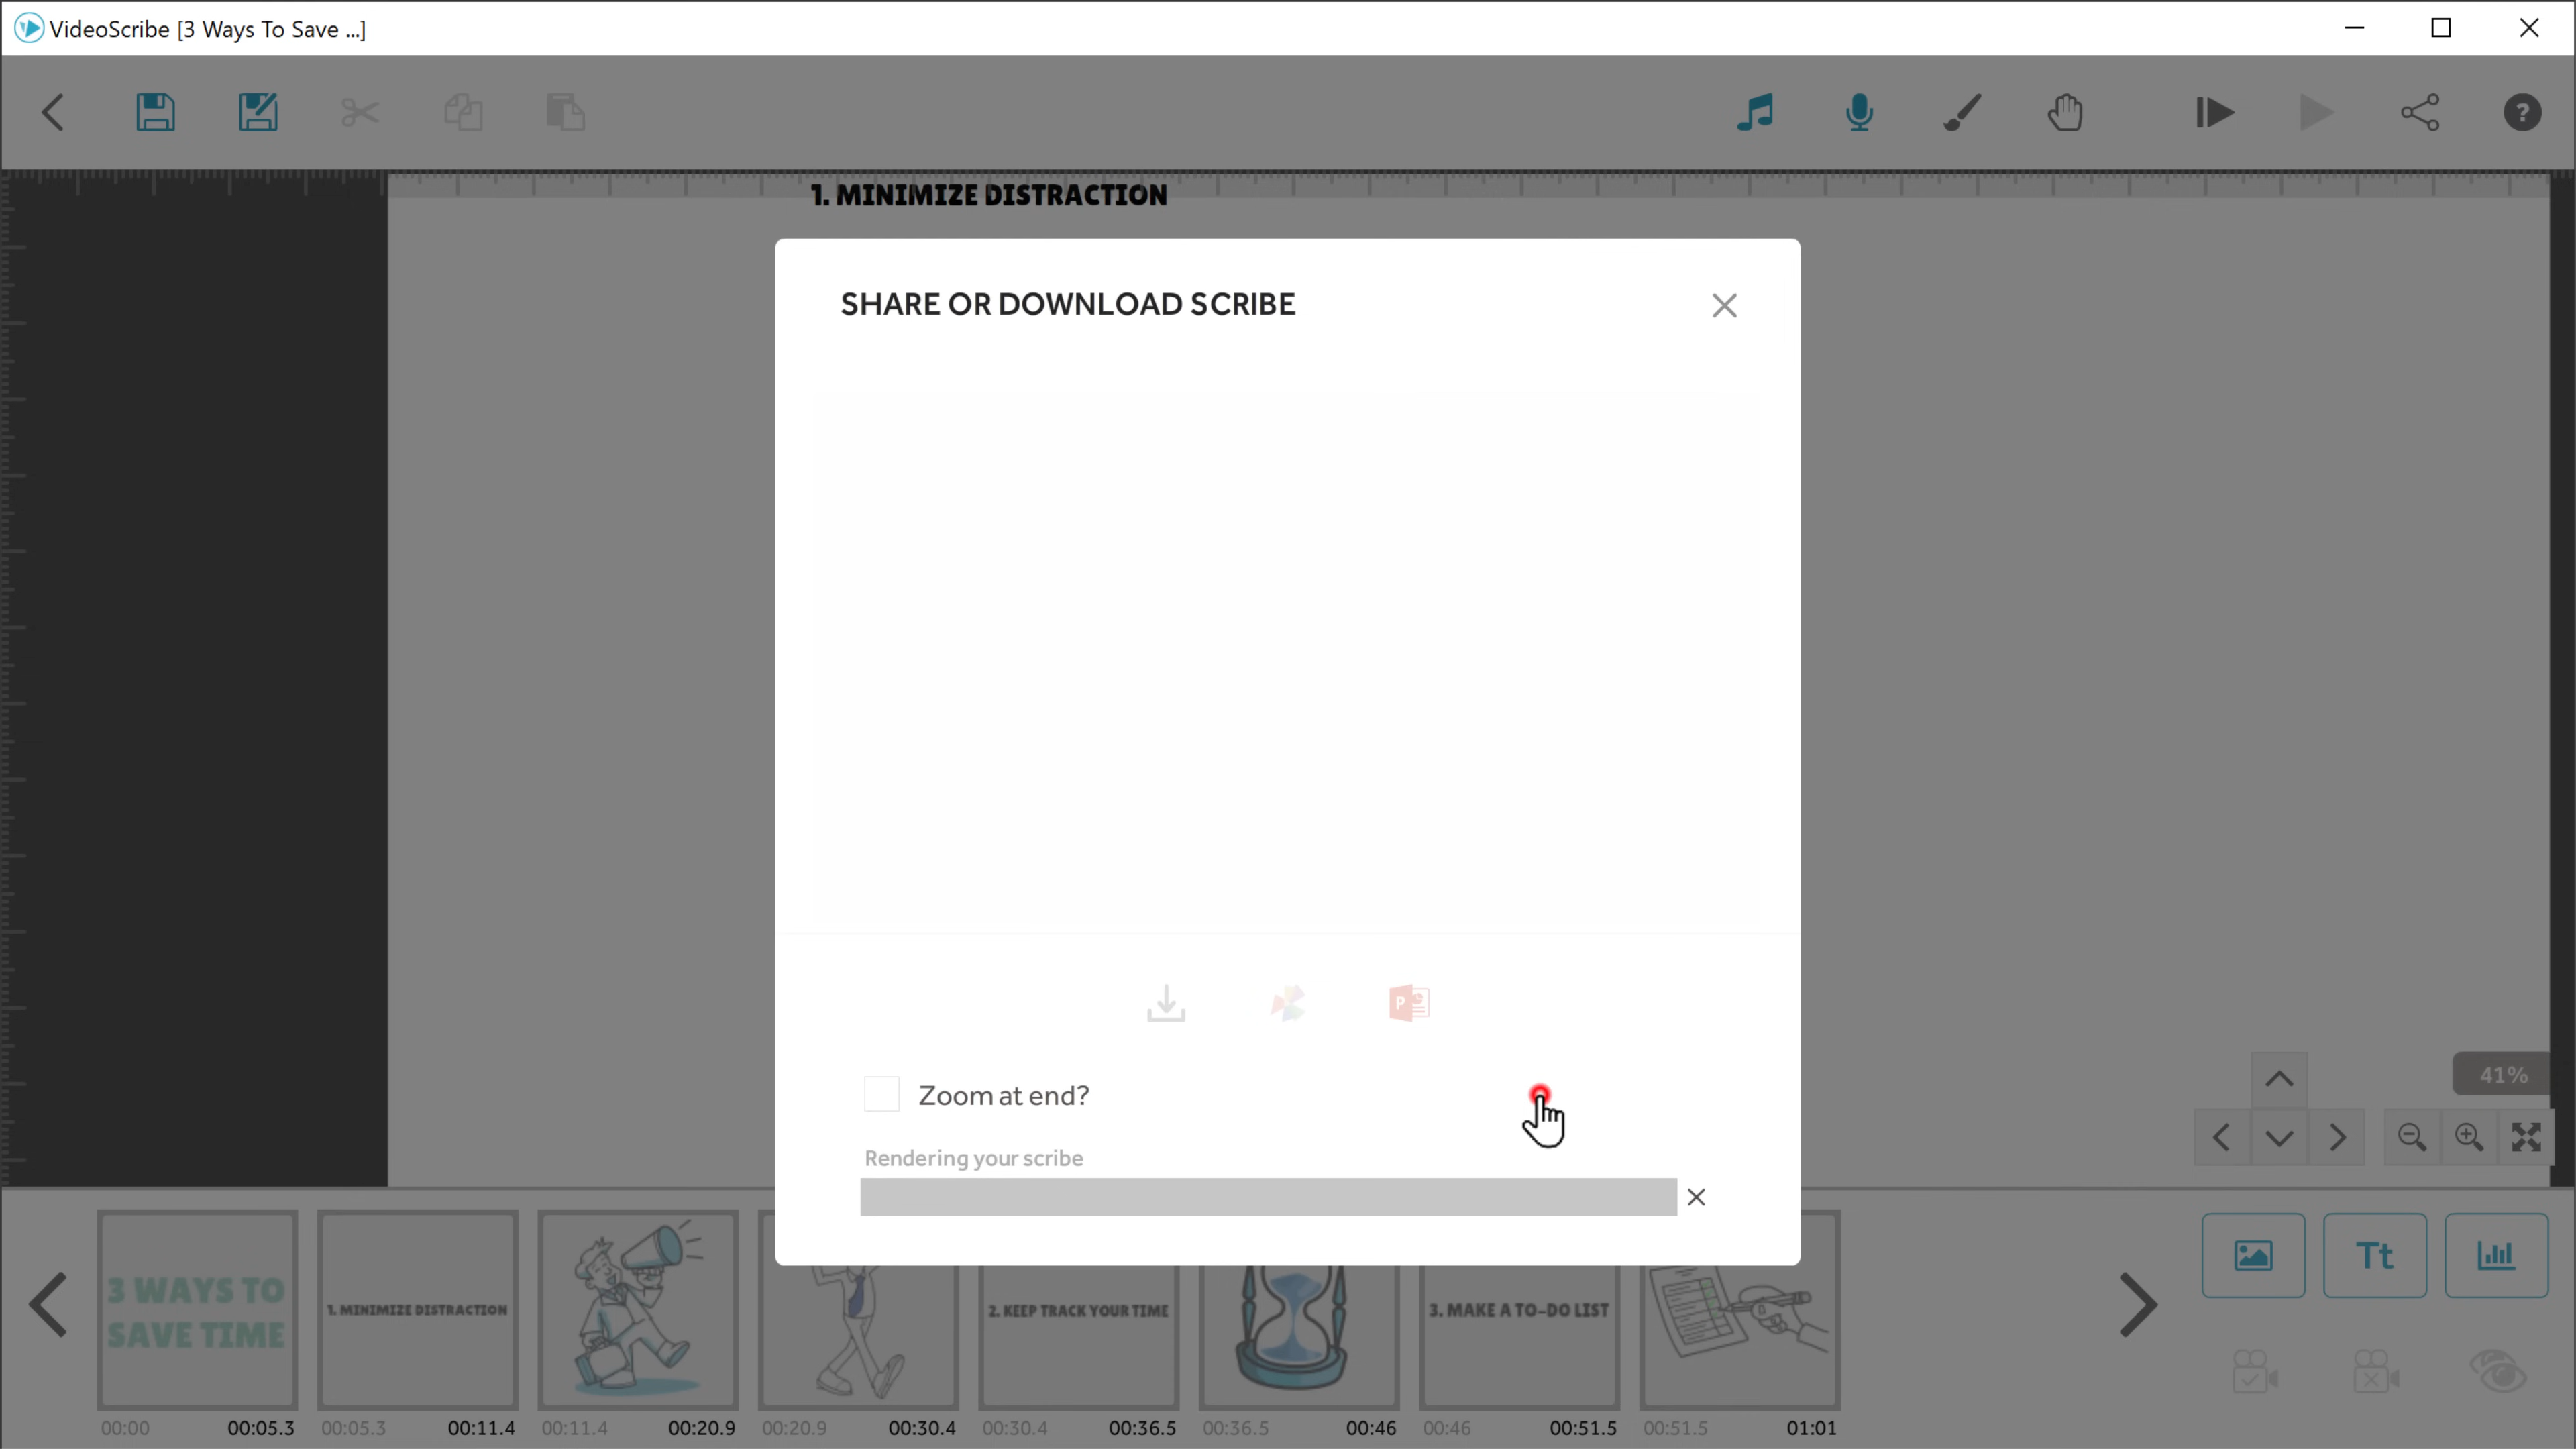 VideoScribe [3 Ways To Save ...]
1. MINIMIZE DISTRACTION
SHARE OR DOWNLOAD SCRIBE
Zoom at end?
Rendering your scribe
41%
3 WAYS TO
SAVE TIME
1. MINIMIZE DISTRACTION
2. KEEP TRACK YOUR TIME
3. MAKE A TO-DO LIST
Tt
00:00 00:05.3 00:05.3 00:11.4 00:11.4 00:20.9 00:20.9 00:30.4 00:30.4 00:36.5 00:36.5 00:46 00:46 00:51.5 00:51.5 01:01